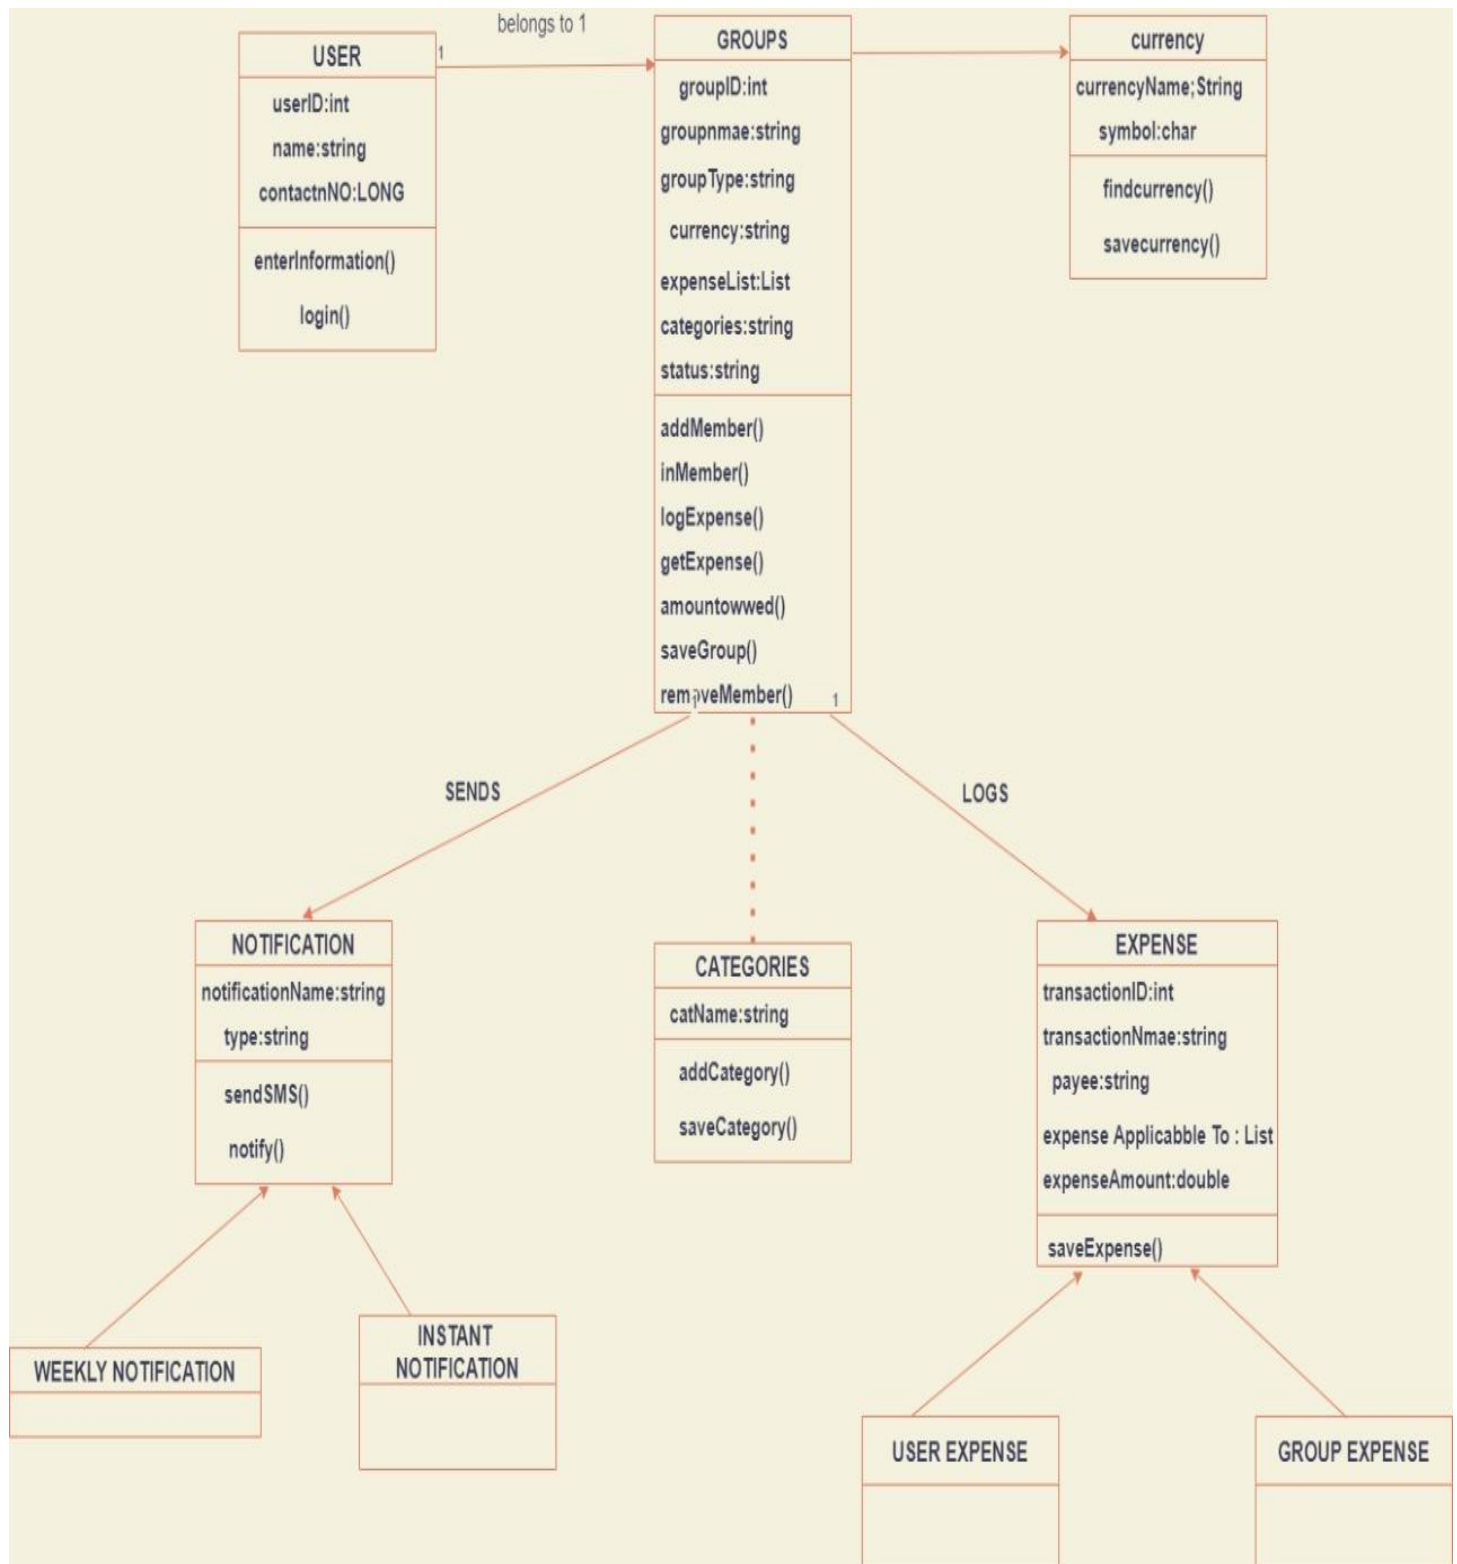 belongs to 1
USER
1
userID:int
name:string
contactnNO:LONG
enterInformation()
login()
GROUPS
groupID:int
groupnmae:string
groupType:string
currency:string
expenseList:List
categories:string
status:string
addMember()
inMember()
logExpense()
getExpense()
amountowwed()
saveGroup()
removeMember()
1
1
currency
currencyName;String
symbol:char
findcurrency()
savecurrency()
SENDS
LOGS
NOTIFICATION
notificationName:string
type:string
sendSMS()
notify()
CATEGORIES
catName:string
addCategory()
saveCategory()
EXPENSE
transactionID:int
transactionNmae:string
payee:string
expense Applicabble To : List
expenseAmount:double
saveExpense()
WEEKLY NOTIFICATION
INSTANT
NOTIFICATION
USER EXPENSE
GROUP EXPENSE